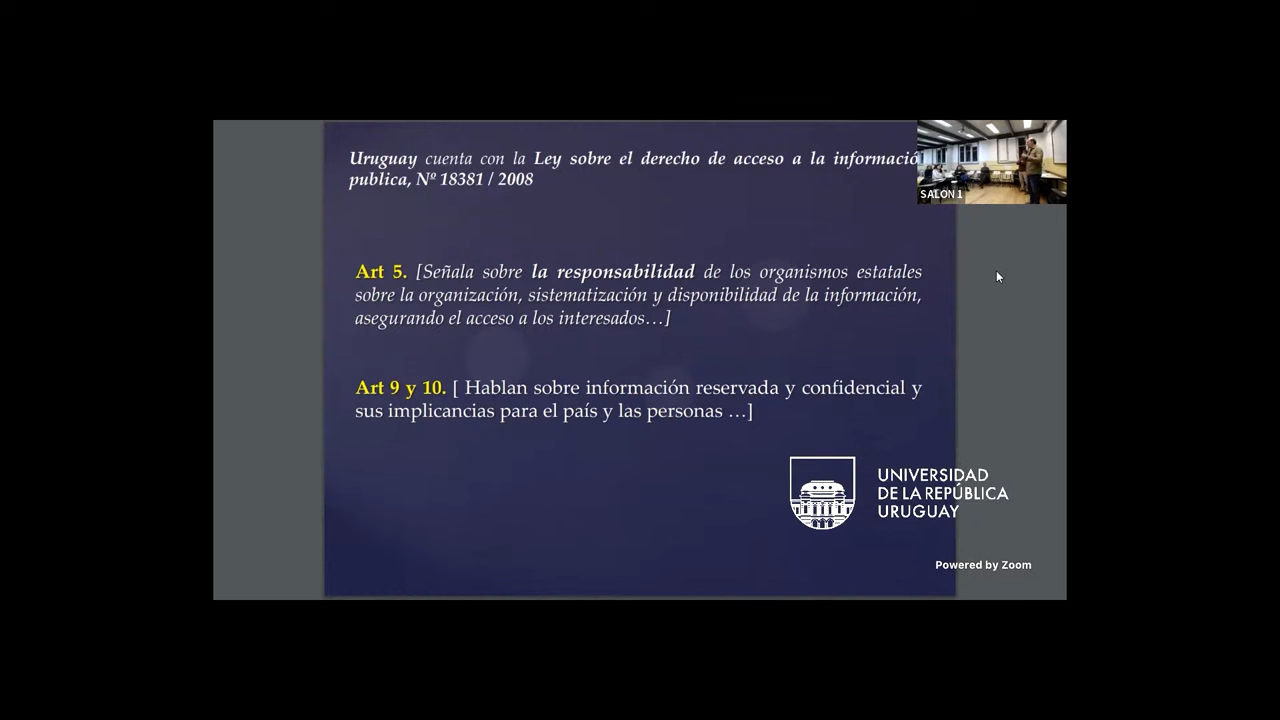 Uruguay cuenta con la Ley sobre el derecho de acceso a la informació
publica, Nº 18381 / 2008
SALON 1
Art 5. [Señala sobre la responsabilidad de los organismos estatales
sobre la organización, sistematización y disponibilidad de la información,
asegurando el acceso a los interesados…]
Art 9 y 10. [ Hablan sobre información reservada y confidencial y
sus implicancias para el país y las personas …]
UNIVERSIDAD
DE LA REPÚBLICA
URUGUAY
Powered by Zoom